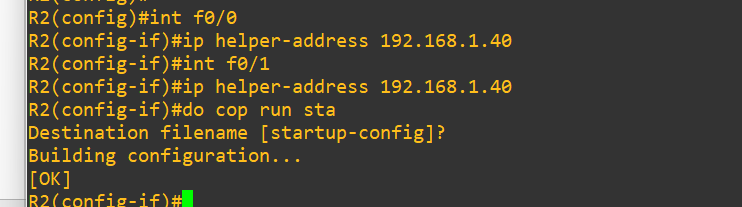 R2(config)#
R2(config)#int f0/0
R2(config-if)#ip helper-address 192.168.1.40
R2(config-if)#int f0/1
R2(config-if)#ip helper-address 192.168.1.40
R2(config-if)#do cop run sta
Destination filename [startup-config]?
Building configuration...
[OK]
R2(config-if)#